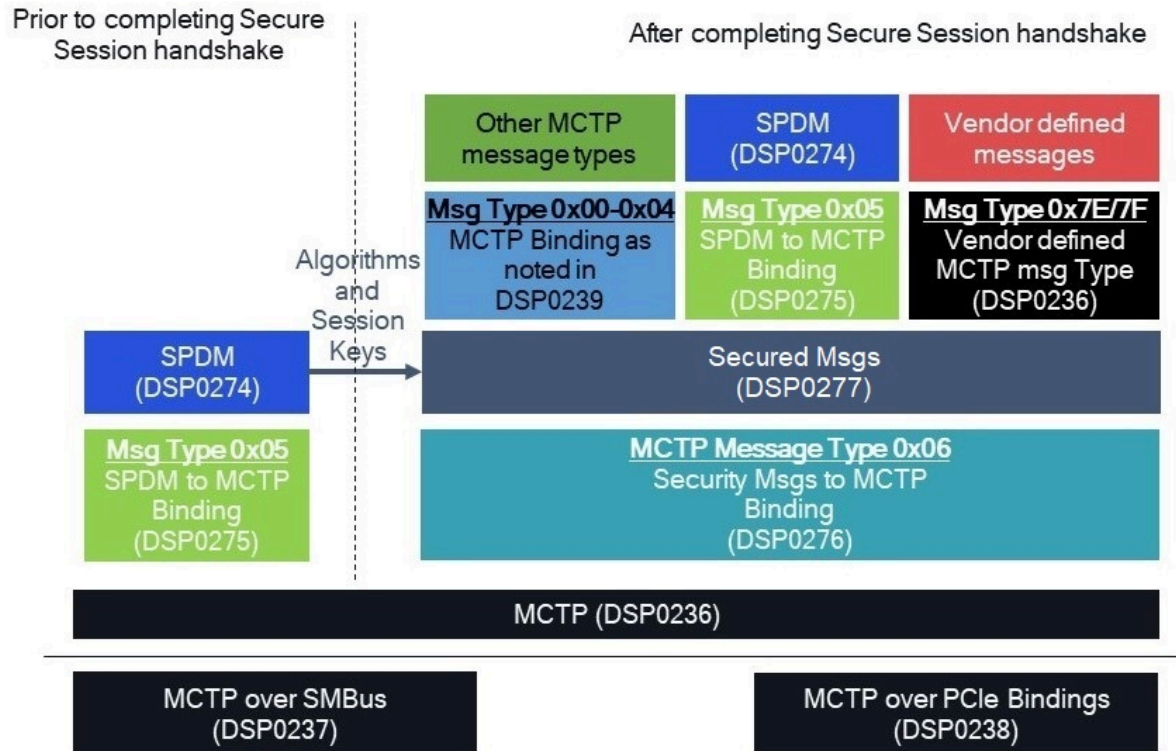 Prior to completing Secure
Session handshake
After completing Secure Session handshake
Other MCTP
message types
SPDM
(DSP0274)
Vendor defined
messages
Msg Type 0x00-0x04
MCTP Binding as
noted in
DSP0239
Msg Type 0x05
SPDM to MCTP
Binding
(DSP0275)
Msg Type 0x7E/7F
Vendor defined
MCTP msg Type
(DSP0236)
Algorithms
and
Session
Keys
SPDM
(DSP0274)
Secured Msgs
(DSP0277)
Msg Type 0x05
SPDM to MCTP
Binding
(DSP0275)
MCTP Message Type 0x06
Security Msgs to MCTP
Binding
(DSP0276)
MCTP (DSP0236)
MCTP over SMBus
(DSP0237)
MCTP over PCIe Bindings
(DSP0238)